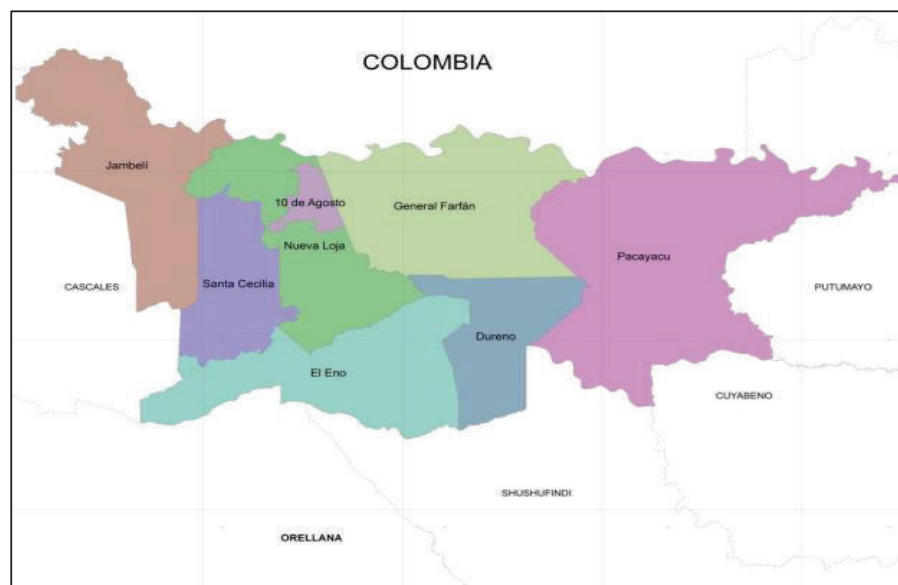 COLOMBIA
Jambelí
10 de Agosto
General Farfán
Nueva Loja
Pacayacu
CASCALES
Santa Cecilia
PUTUMAYO
Dureno
El Eno
CUYABENO
SHUSHUFINDI
ORELLANA